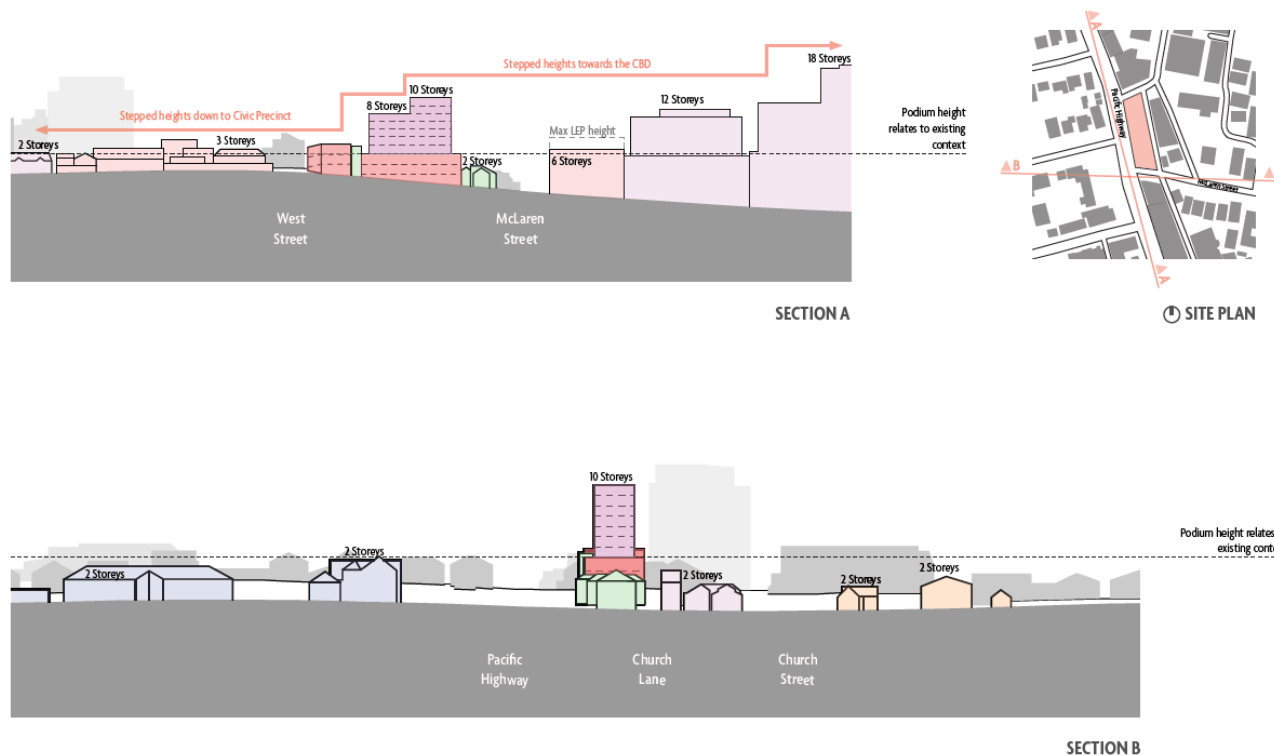 Stepped heights towards the CBD
18 Storeys
10 Storeys
8 Storeys
12 Storeys
Stepped heights down to Civic Precinct
Max LEP height
Podium height
relates to existing
context
2 Storeys
3 Storeys
2 Storeys
6 Storeys
West
Street
McLaren
Street
SECTION A
A
Pacific Highway
B
A
SITE PLAN
10 Storeys
Podium height relates
existing conte
2 Storeys
2 Storeys
2 Storeys
2 Storeys
2 Storeys
Pacific
Highway
Church
Lane
Church
Street
SECTION B